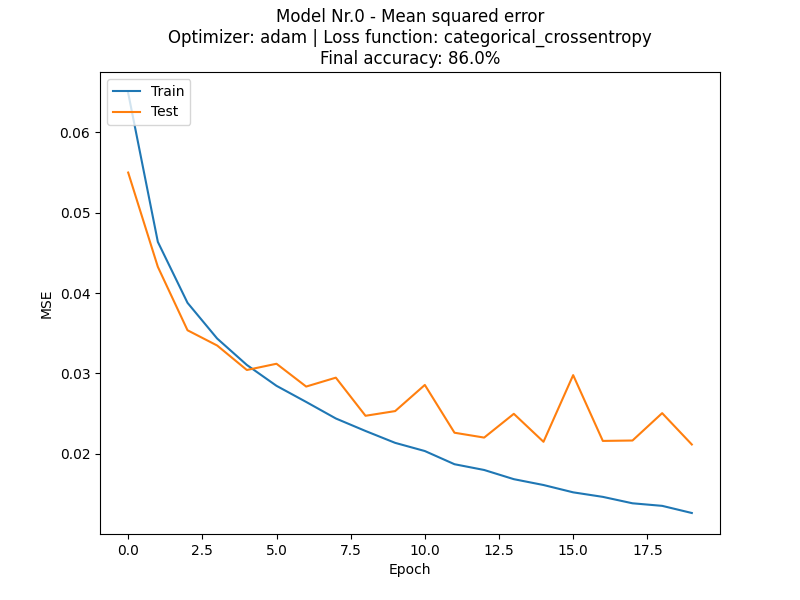 Model Nr.0 - Mean squared error
Optimizer: adam | Loss function: categorical_crossentropy
Final accuracy: 86.0%
Train
Test
0.06
0.05
0.04
0.03
0.02
MSE
0.0 2.5 5.0 7.5 10.0 12.5 15.0 17.5
Epoch